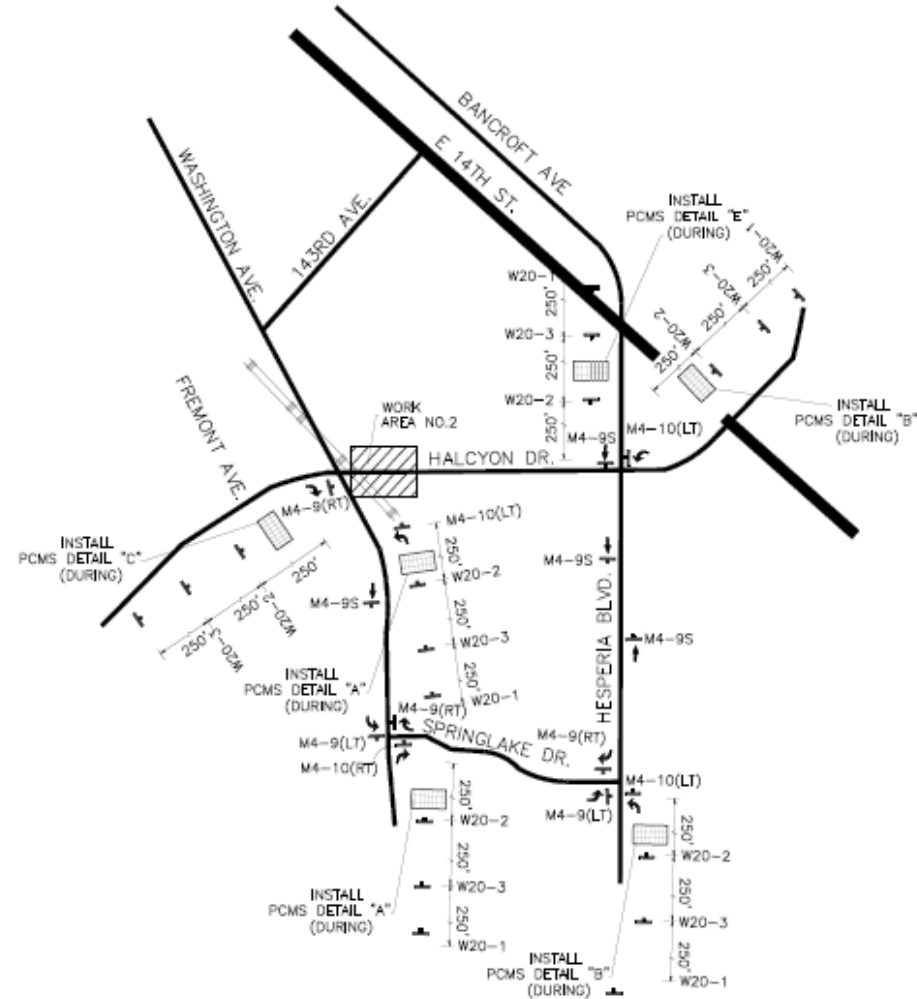 BANCROFT AVE
E 14TH ST.
WASHINGTON AVE.
143RD AVE.
INSTALL
PCMS DETAIL "E"
(DURING)
W20-1
250'
W20-3
250'
W20-2
250'
W20-1
250'
W20-3
250'
W20-2
250'
INSTALL
PCMS DETAIL "B"
(DURING)
FREMONT AVE.
WORK
AREA NO.2
HALCYON DR.
M4-9S
M4-10(LT)
M4-9(RT)
M4-10(LT)
INSTALL
PCMS DETAIL "C"
(DURING)
250'
W20-2
250'
W20-3
250'
M4-9S
250'
W20-2
250'
W20-3
250'
W20-1
M4-9S
HESPERIA BLVD.
M4-9S
INSTALL
PCMS DETAIL "A"
(DURING)
M4-9(RT)
SPRINGLAKE DR.
M4-9(LT)
M4-10(RT)
M4-9(RT)
M4-10(LT)
M4-9(LT)
250'
W20-2
250'
W20-3
250'
W20-1
INSTALL
PCMS DETAIL "A"
(DURING)
250'
W20-2
250'
W20-3
250'
W20-1
INSTALL
PCMS DETAIL "B"
(DURING)